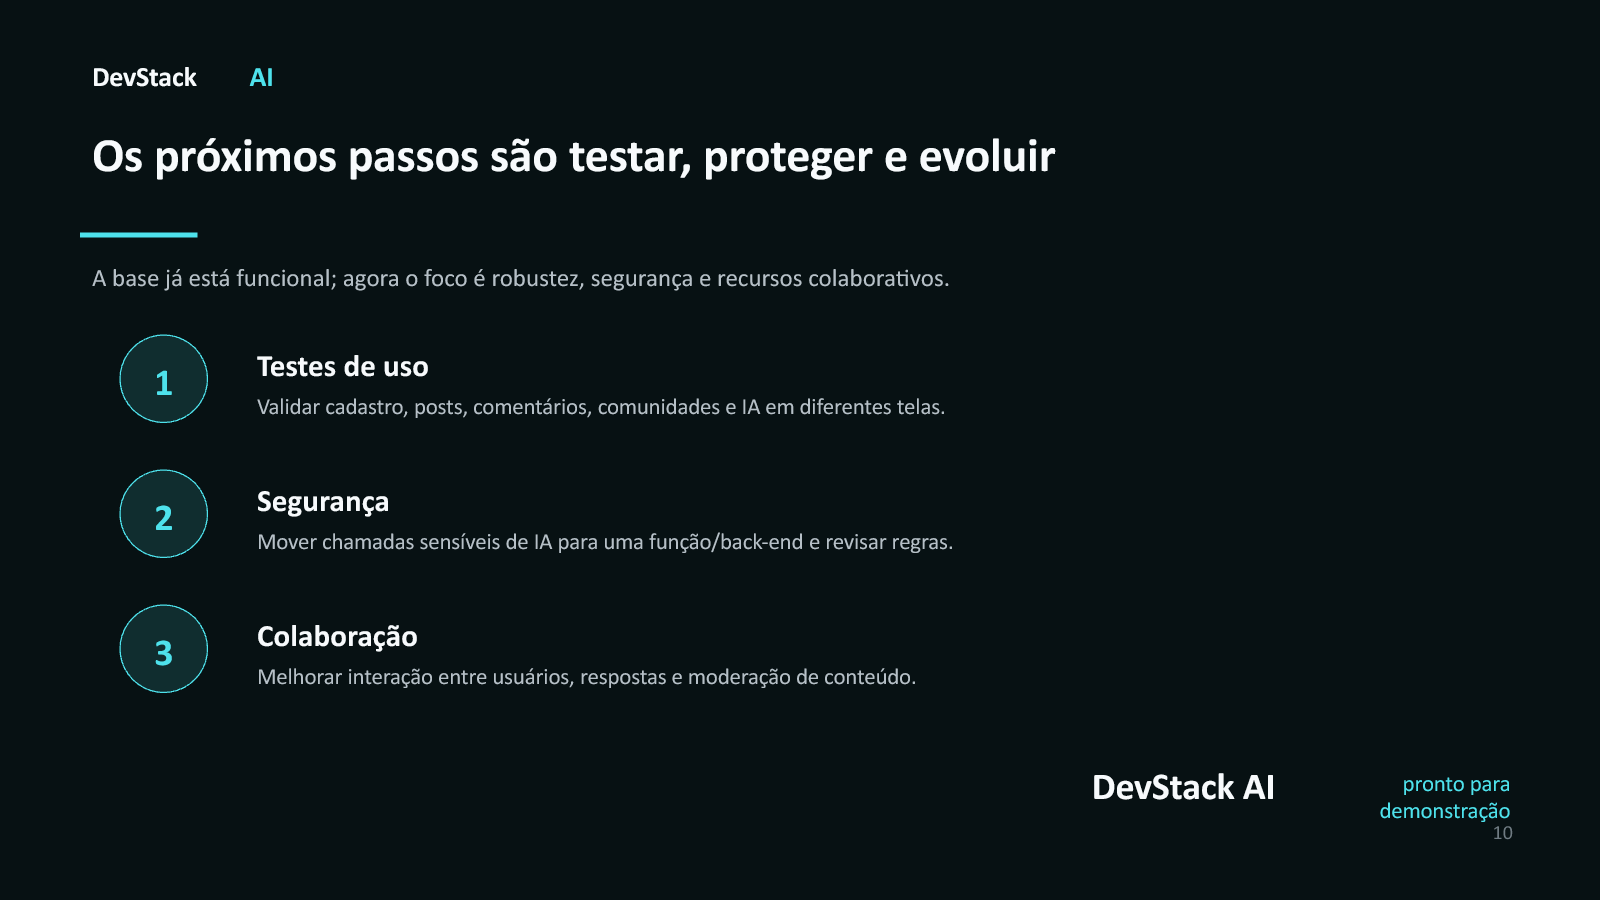 DevStack AI
Os próximos passos são testar, proteger e evoluir
A base já está funcional; agora o foco é robustez, segurança e recursos colaborativos.
1
Testes de uso
Validar cadastro, posts, comentários, comunidades e IA em diferentes telas.
2
Segurança
Mover chamadas sensíveis de IA para uma função/back-end e revisar regras.
3
Colaboração
Melhorar interação entre usuários, respostas e moderação de conteúdo.
DevStack AI
pronto para
demonstração
10